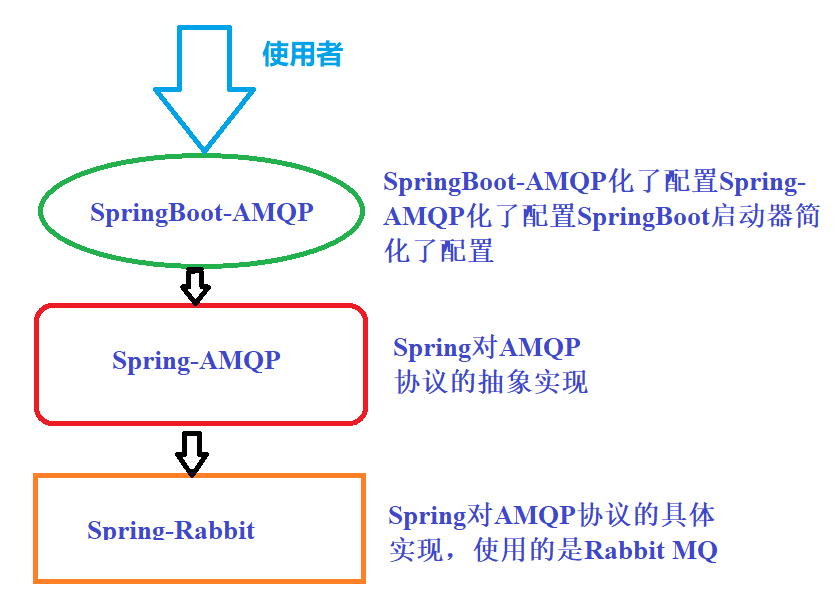 使用者
SpringBoot-AMQP
SpringBoot-AMQP化了配置Spring-
AMQP化了配置SpringBoot启动器简
化了配置
Spring-AMQP
Spring对AMQP
协议的抽象实现
Spring-Rabbit
Spring对AMQP协议的具体
实现，使用的是Rabbit MQ